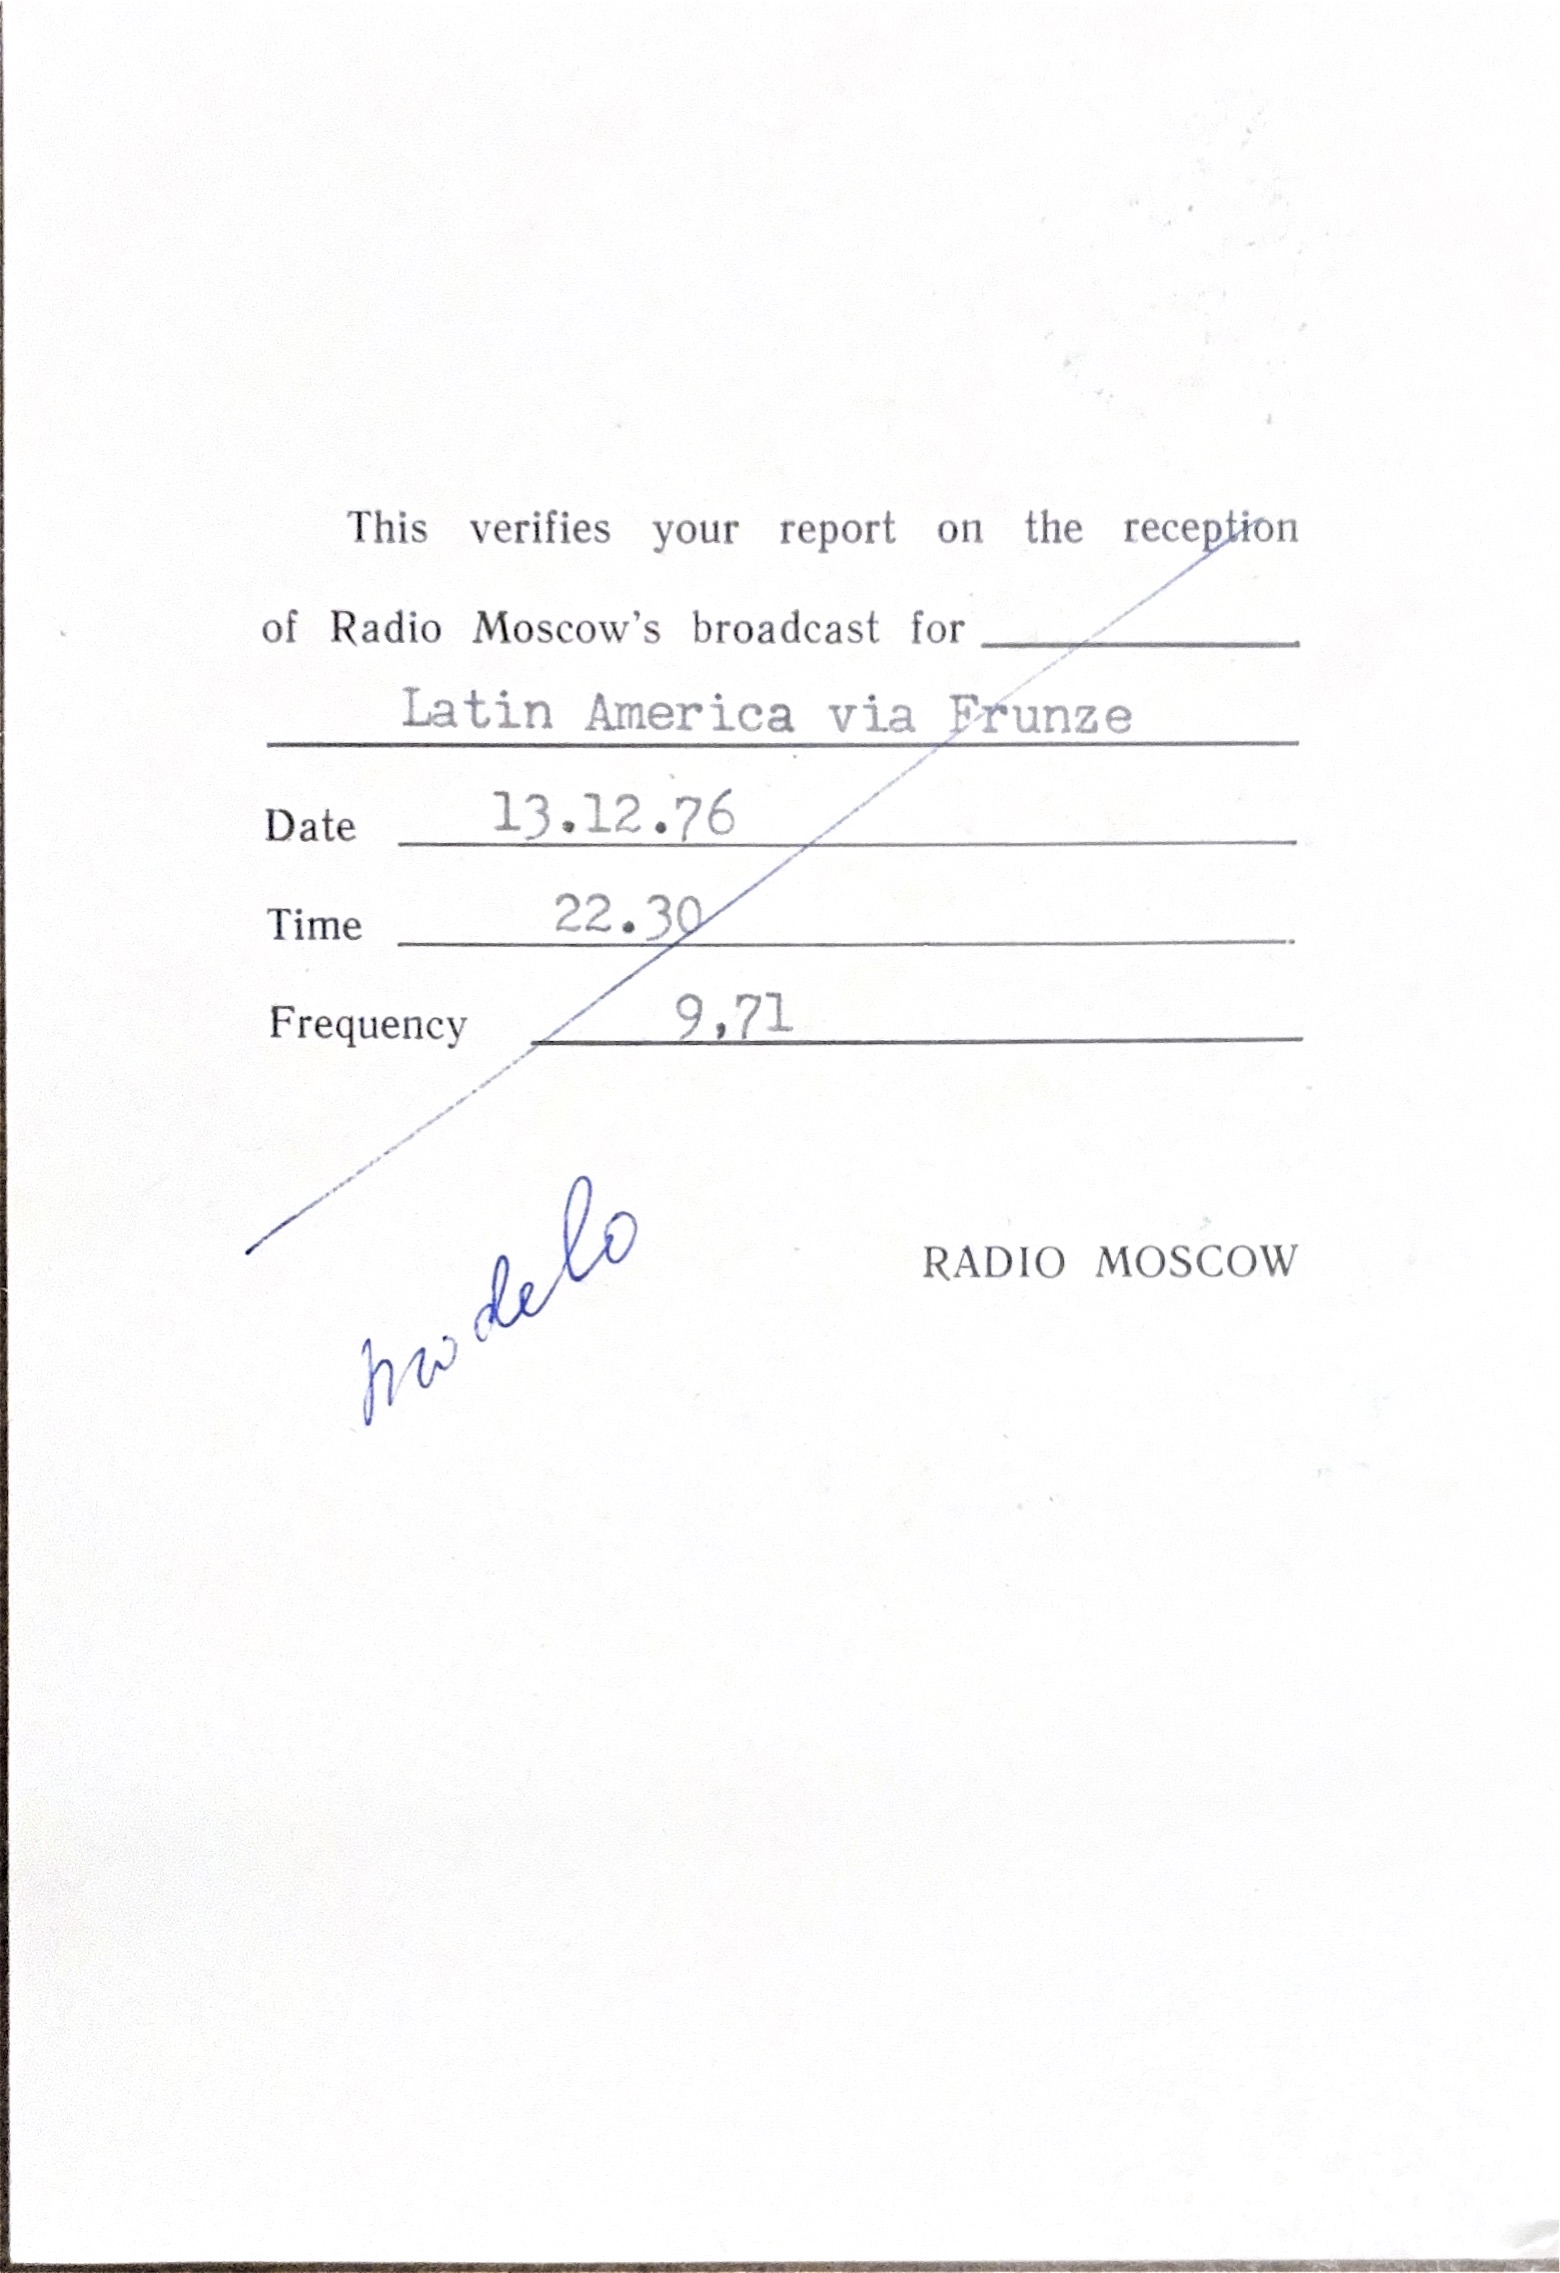 This verifies your report on the reception
of Radio Moscow's broadcast for
Latin America via Frunze
Date 13.12.76
Time 22.30
Frequency 9,71
RADIO MOSCOW
modelo